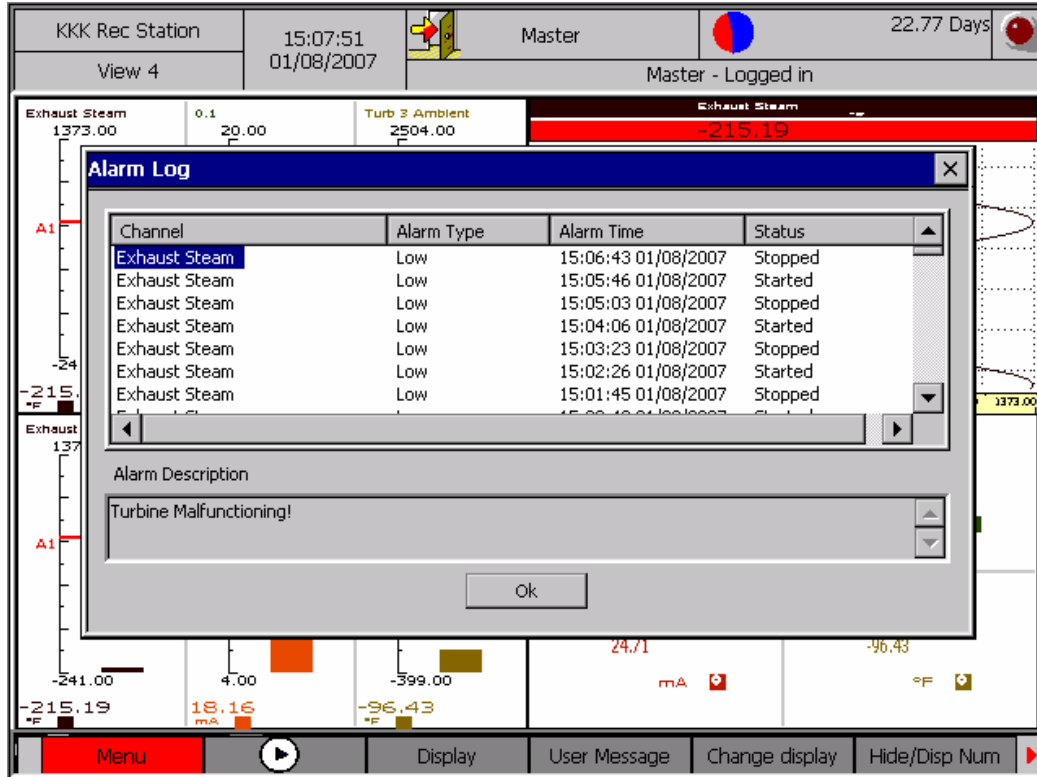 KKK Rec Station
View 4
15:07:51
01/08/2007
Master
22.77 Days
Master - Logged in
Exhaust Steam
1373.00
0.1
20.00
Turb 3 Ambient
2504.00
Exhaust Steam
-215.19
A1
-24
-215.
°F
1373.00
Alarm Log
Channel Alarm Type Alarm Time Status
Exhaust Steam Low 15:06:43 01/08/2007 Stopped
Exhaust Steam Low 15:05:46 01/08/2007 Started
Exhaust Steam Low 15:05:03 01/08/2007 Stopped
Exhaust Steam Low 15:04:06 01/08/2007 Started
Exhaust Steam Low 15:03:23 01/08/2007 Stopped
Exhaust Steam Low 15:02:26 01/08/2007 Started
Exhaust Steam Low 15:01:45 01/08/2007 Stopped
Alarm Description
Turbine Malfunctioning!
Ok
Exhaust
137
A1
-241.00
-215.19
°F
4.00
18.16
mA
-399.00
-96.43
°F
24.71
mA
-96.43
°F
Menu Display User Message Change display Hide/Disp Num